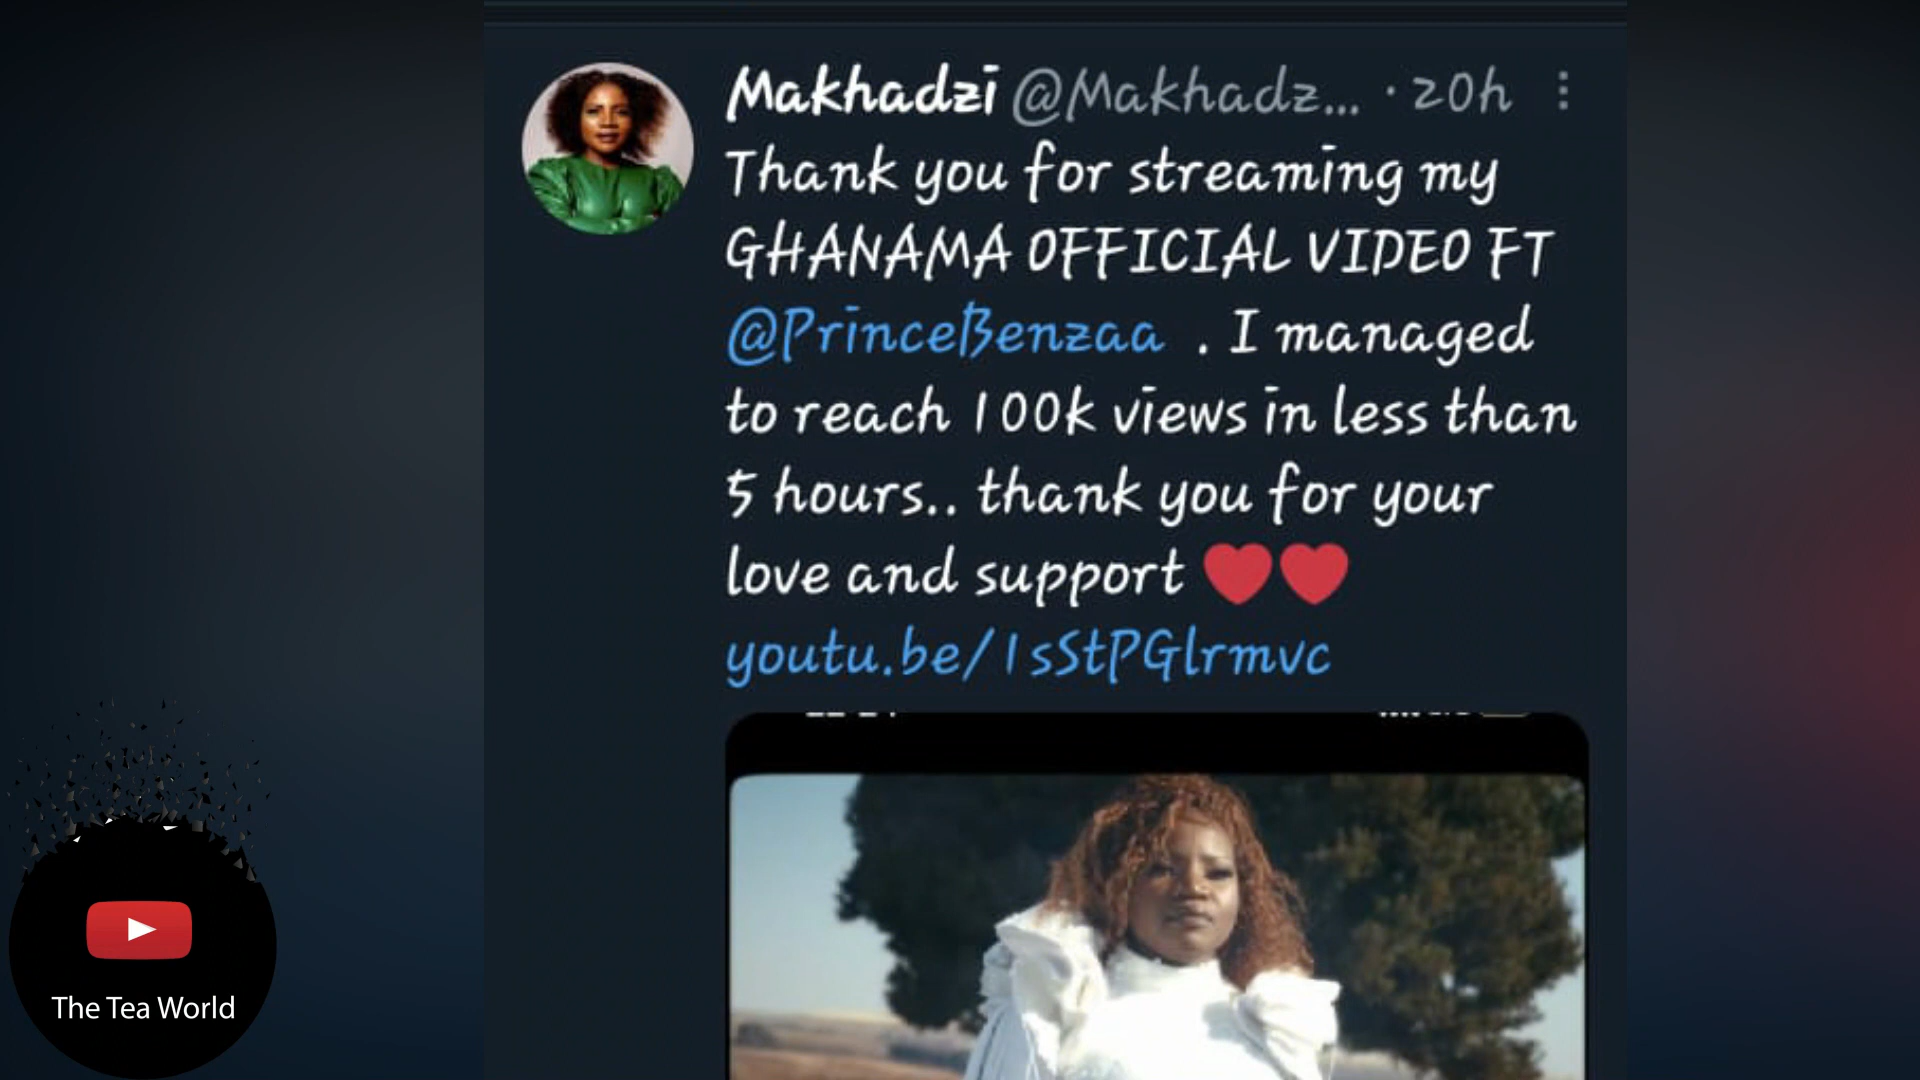 Makhadzi @Makhadz... · 20h
Thank you for streaming my
GHANAMA OFFICIAL VIDEO FT
@PrinceBenzaa . I managed
to reach 100k views in less than
5 hours.. thank you for your
love and support ❤❤
youtu.be/1sStPGlrmvc
The Tea World